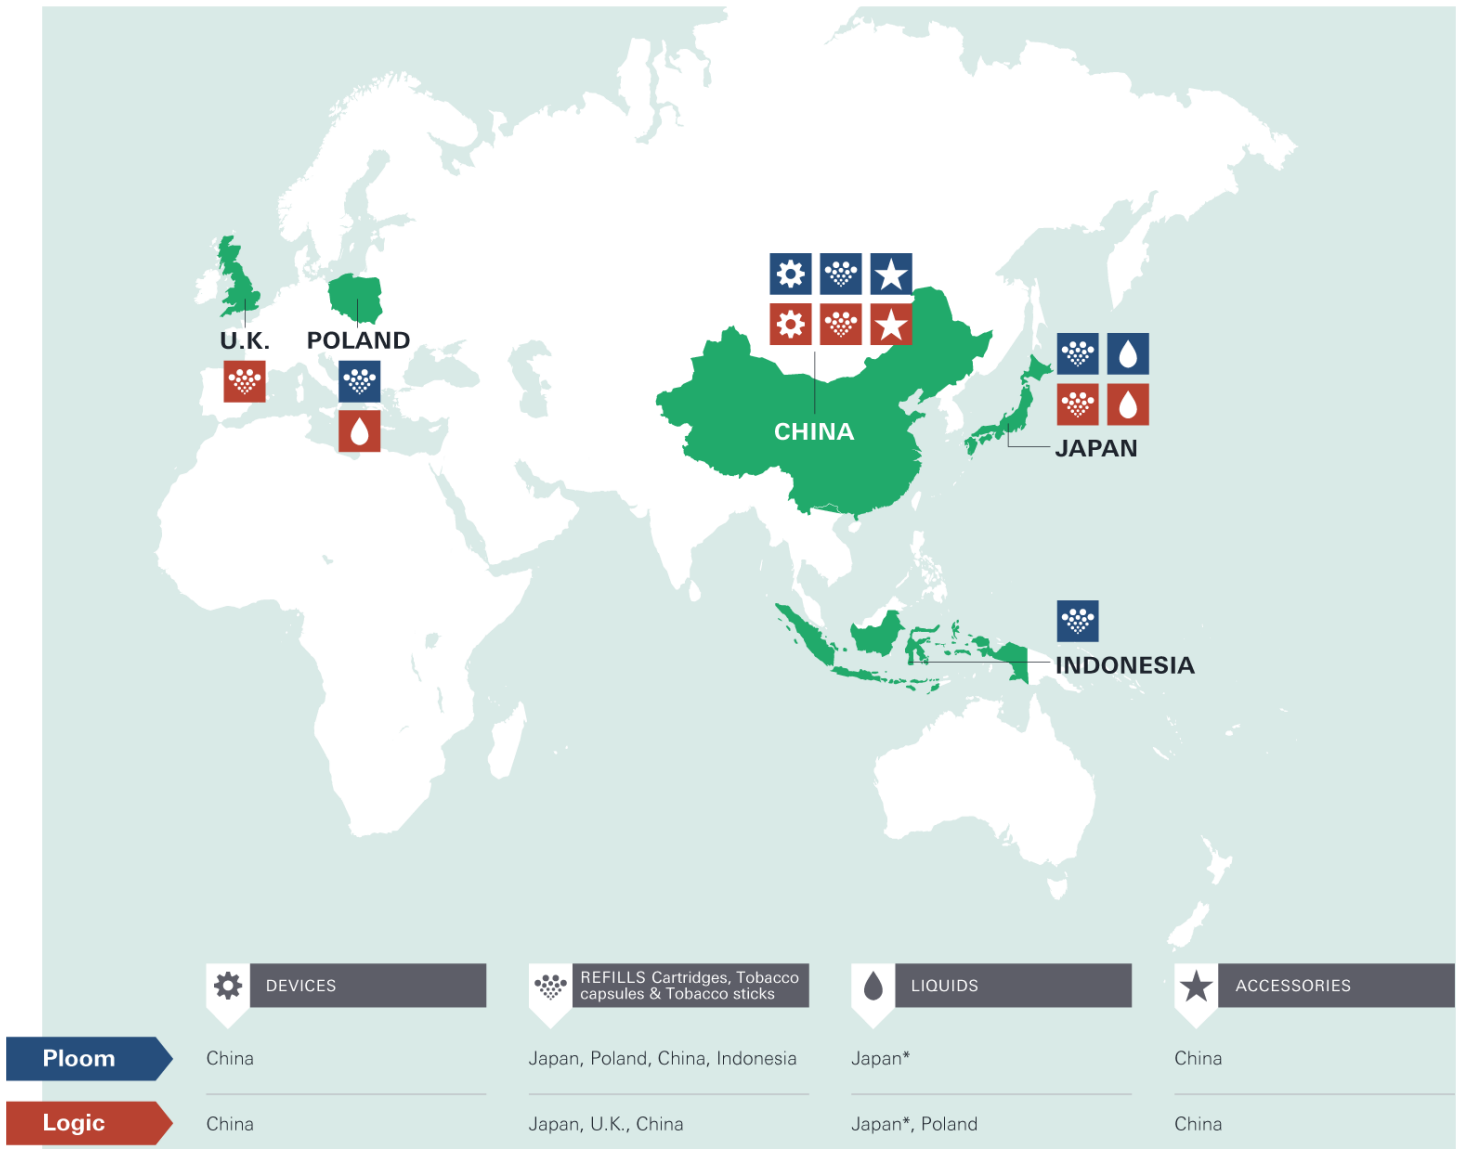 U.K.
POLAND
CHINA
JAPAN
INDONESIA
DEVICES
REFILLS Cartridges, Tobacco
capsules & Tobacco sticks
LIQUIDS
ACCESSORIES
Ploom
China
Japan, Poland, China, Indonesia
Japan*
China
Logic
China
Japan, U.K., China
Japan*, Poland
China